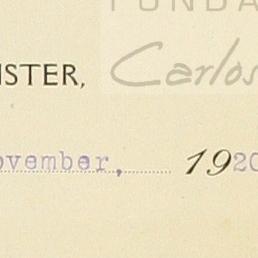 FUNDA
ISTER, Carlos
ovember, 1920